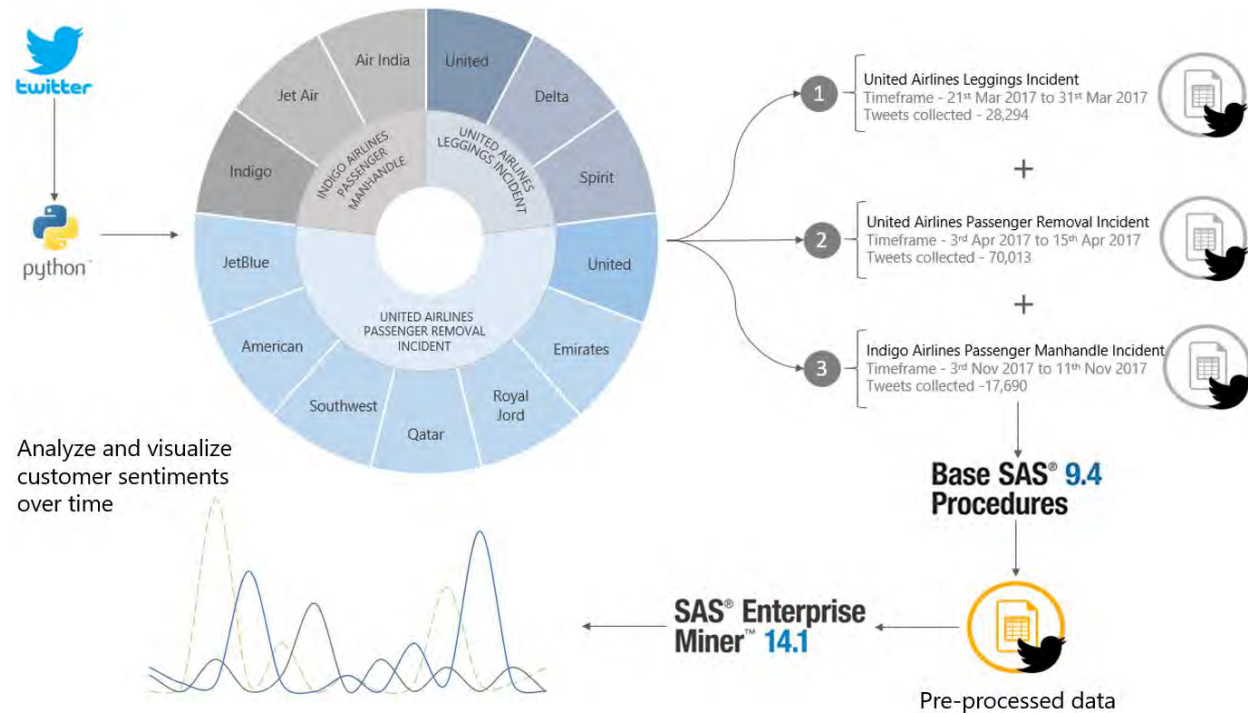 twitter
python™
Air India
United
Jet Air
Delta
Indigo
Spirit
INDIGO AIRLINES
PASSENGER
MANHANDLE
UNITED AIRLINES
LEGGINGS INCIDENT
JetBlue
United
UNITED AIRLINES
PASSENGER REMOVAL
INCIDENT
American
Emirates
Southwest
Royal
Jord
Qatar
1
United Airlines Leggings Incident
Timeframe - 21st Mar 2017 to 31st Mar 2017
Tweets collected - 28,294
+
2
United Airlines Passenger Removal Incident
Timeframe - 3rd Apr 2017 to 15th Apr 2017
Tweets collected - 70,013
+
3
Indigo Airlines Passenger Manhandle Incident
Timeframe - 3rd Nov 2017 to 11th Nov 2017
Tweets collected -17,690
Base SAS® 9.4
Procedures
Pre-processed data
SAS® Enterprise
Miner™ 14.1
Analyze and visualize
customer sentiments
over time